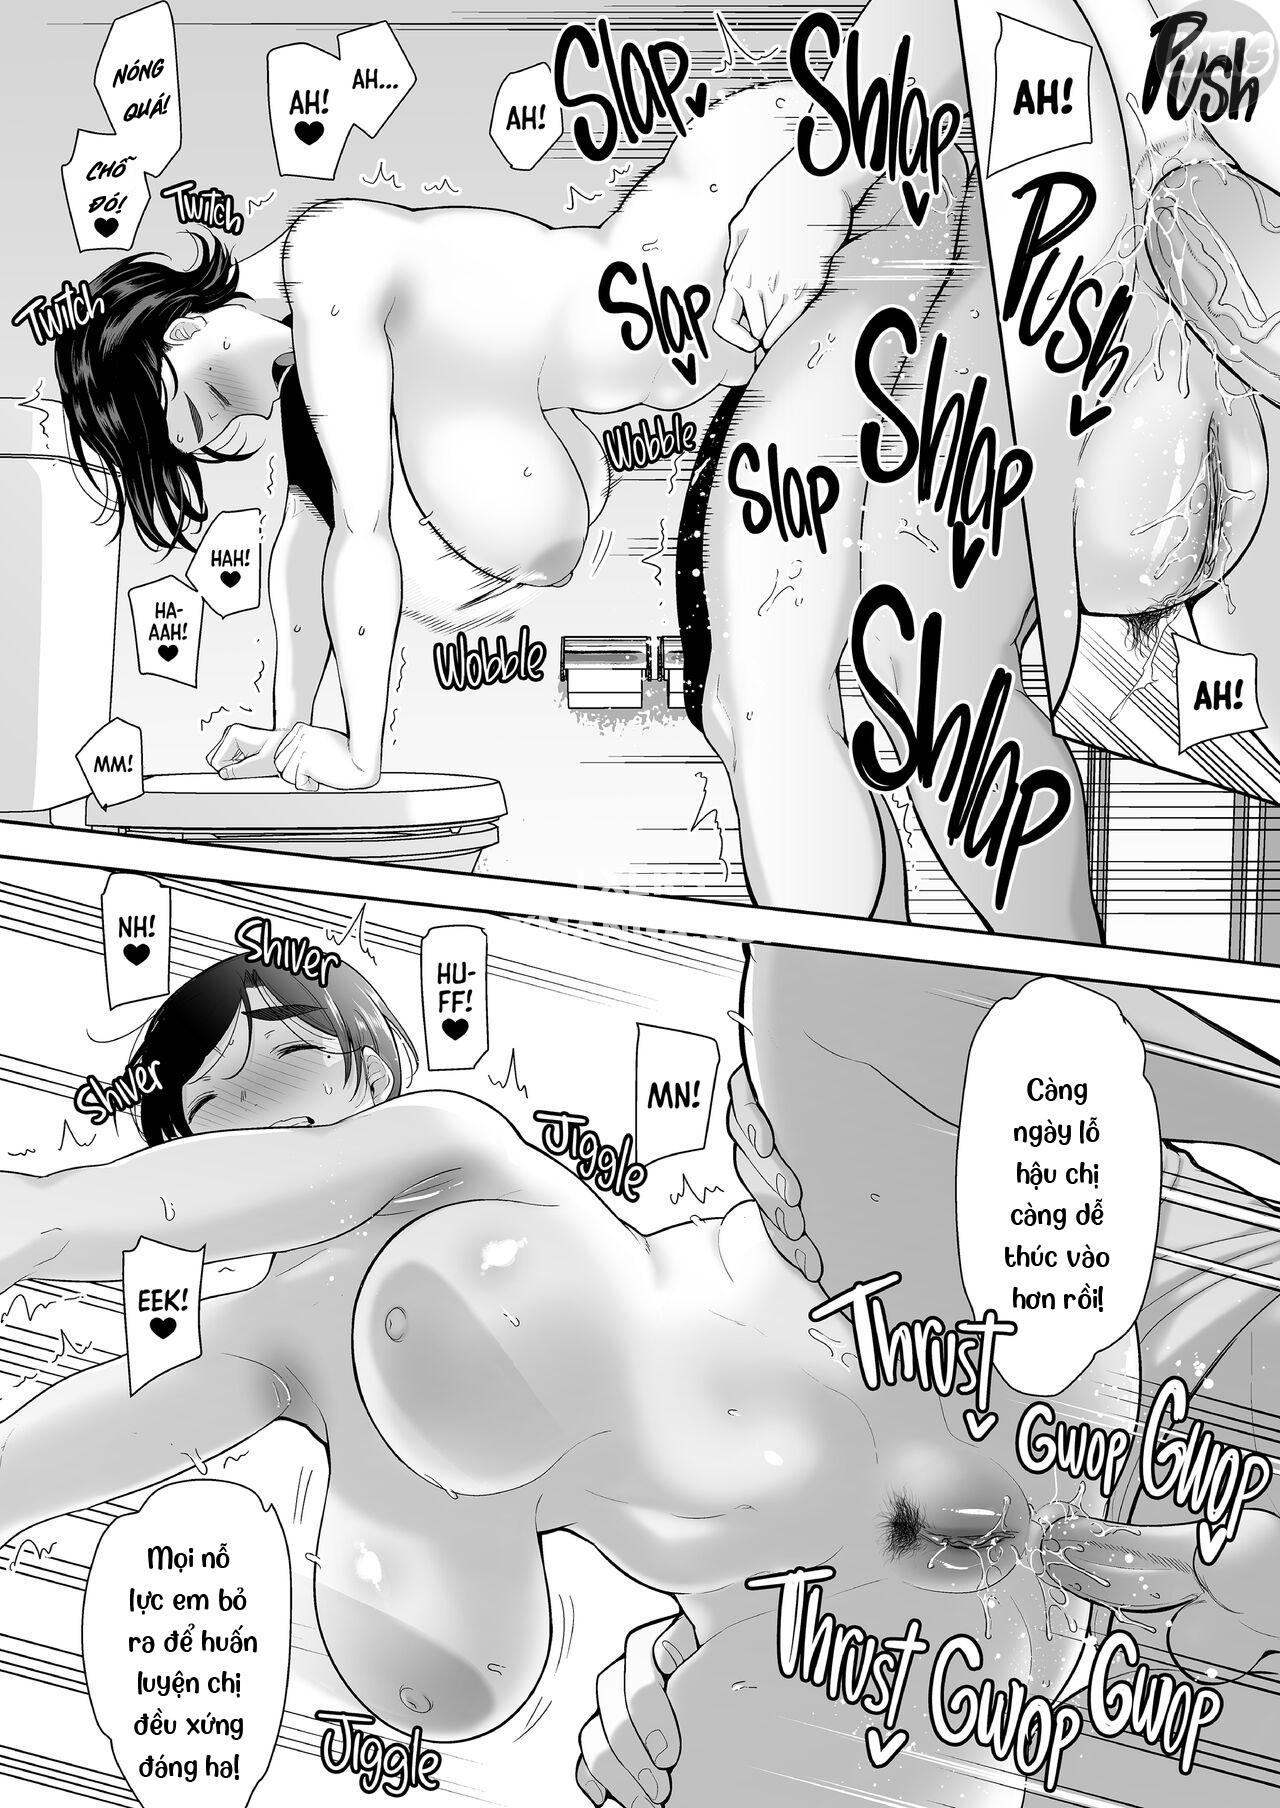 NÓNG
QUÁ!
CHỖ
ĐÓ!
AH!
AH...
AH!
Slap
Shlap
AH!
Push
Push
Twitch
Twitch
Slap
Wobble
Slap
Shlap
HAH!
HA-
AAH!
Wobble
Shlap
AH!
MM!
NH!
Shiver
HU-
FF!
Shiver
MN!
Jiggle
Càng
ngày lỗ
hậu chị
càng dễ
thúc vào
hơn rồi!
EEK!
Thrust
Gwop
Gwop
Mọi nỗ
lực em bỏ
ra để huấn
luyện chị
đều xứng
đáng ha!
Thrust
Gwop
Gwop
Jiggle